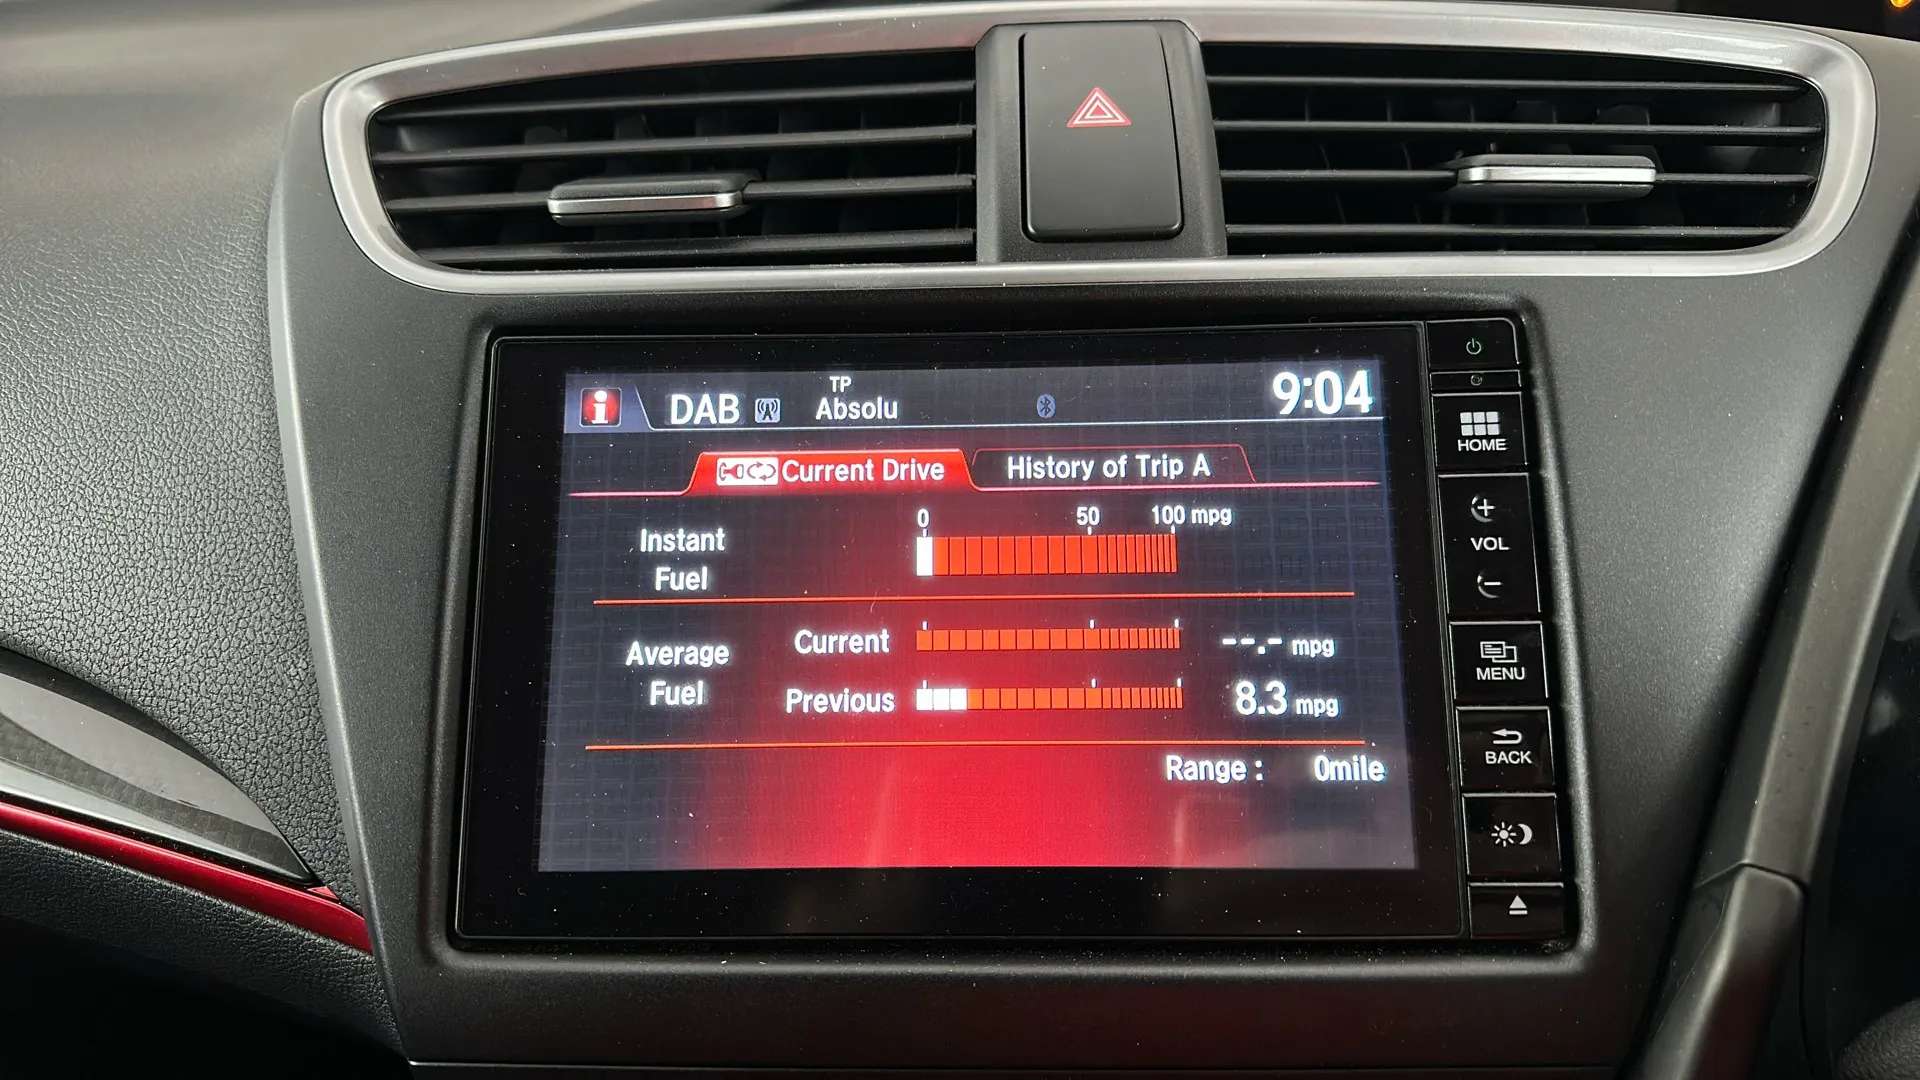 TP
DAB Absolu 9:04
Current Drive History of Trip A
0 50 100 mpg
Instant
Fuel
Average
Fuel
Current --.- mpg
Previous 8.3 mpg
Range : 0mile
HOME
+
VOL
−
MENU
BACK